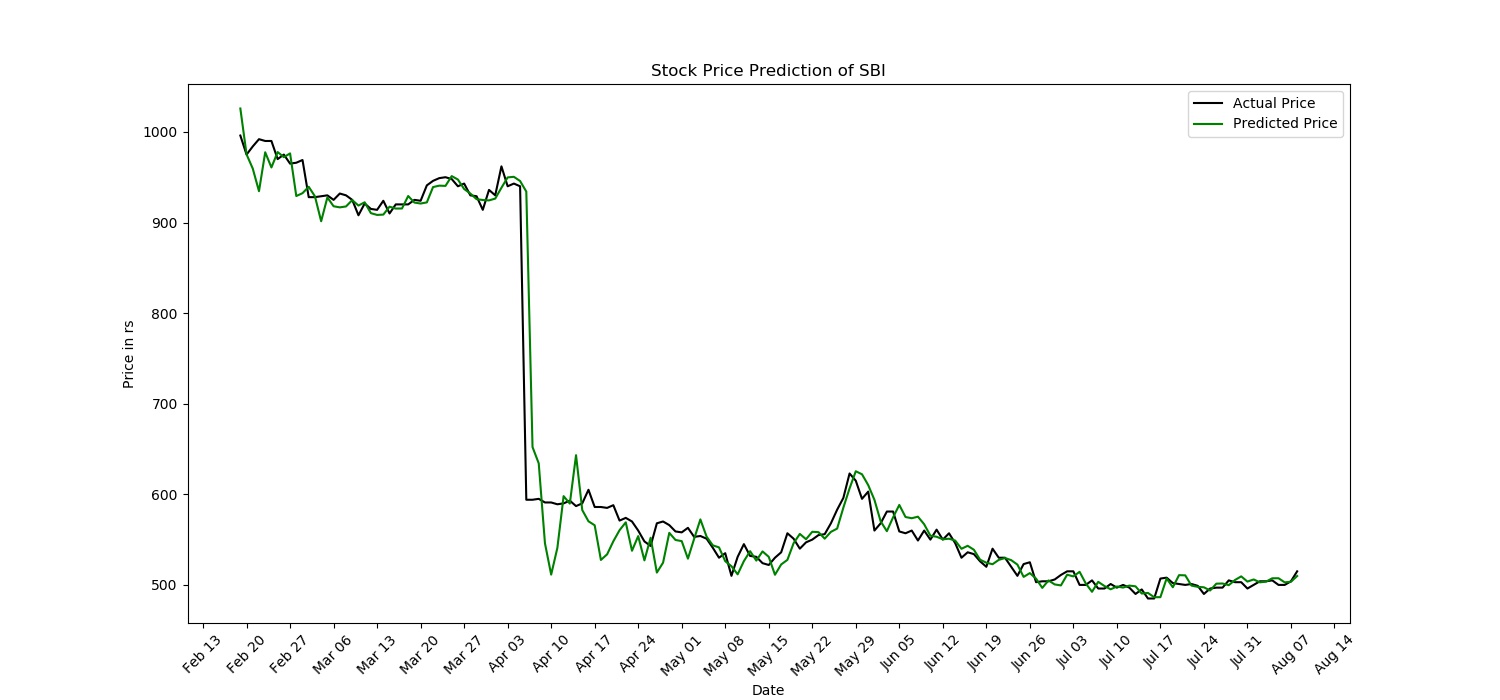 Stock Price Prediction of SBI
Actual Price
Predicted Price
1000
900
800
700
600
500
Price in rs
Feb 13
Feb 20
Feb 27
Mar 06
Mar 13
Mar 20
Mar 27
Apr 03
Apr 10
Apr 17
Apr 24
May 01
May 08
May 15
May 22
May 29
Jun 05
Jun 12
Jun 19
Jun 26
Jul 03
Jul 10
Jul 17
Jul 24
Jul 31
Aug 07
Aug 14
Date